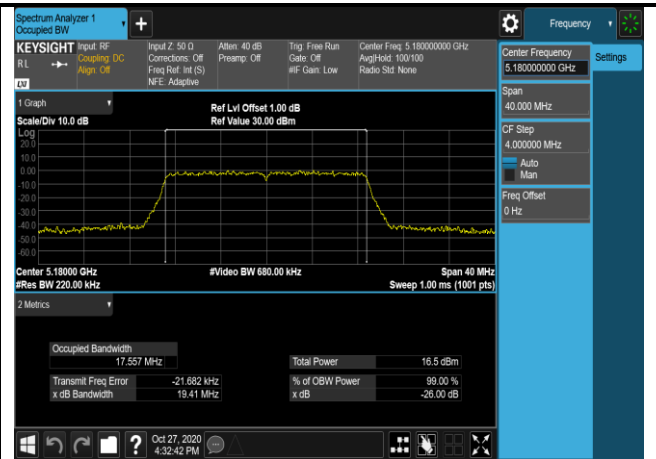 Spectrum Analyzer 1
Occupied BW
▼
+
Frequency ▼
KEYSIGHT
RL
LXI
Input: RF
Coupling: DC
Align: Off
Input Z: 50 Ω
Corrections: Off
Freq Ref: Int (S)
NFE: Adaptive
Atten: 40 dB
Preamp: Off
Trig: Free Run
Gate: Off
#IF Gain: Low
Center Freq: 5.180000000 GHz
Avg|Hold: 100/100
Radio Std: None
Center Frequency
5.180000000 GHz
Settings
Span
40.000 MHz
CF Step
4.000000 MHz
Auto
Man
Freq Offset
0 Hz
1 Graph ▼
Scale/Div 10.0 dB
Ref Lvl Offset 1.00 dB
Ref Value 30.00 dBm
Log
20.0
10.0
0.00
-10.0
-20.0
-30.0
-40.0
-50.0
-60.0
Center 5.18000 GHz
#Res BW 220.00 kHz
#Video BW 680.00 kHz
Span 40 MHz
Sweep 1.00 ms (1001 pts)
2 Metrics ▼
Occupied Bandwidth
17.557 MHz
Transmit Freq Error -21.682 kHz
x dB Bandwidth 19.41 MHz
Total Power 16.5 dBm
% of OBW Power 99.00 %
x dB -26.00 dB
?
Oct 27, 2020
4:32:42 PM